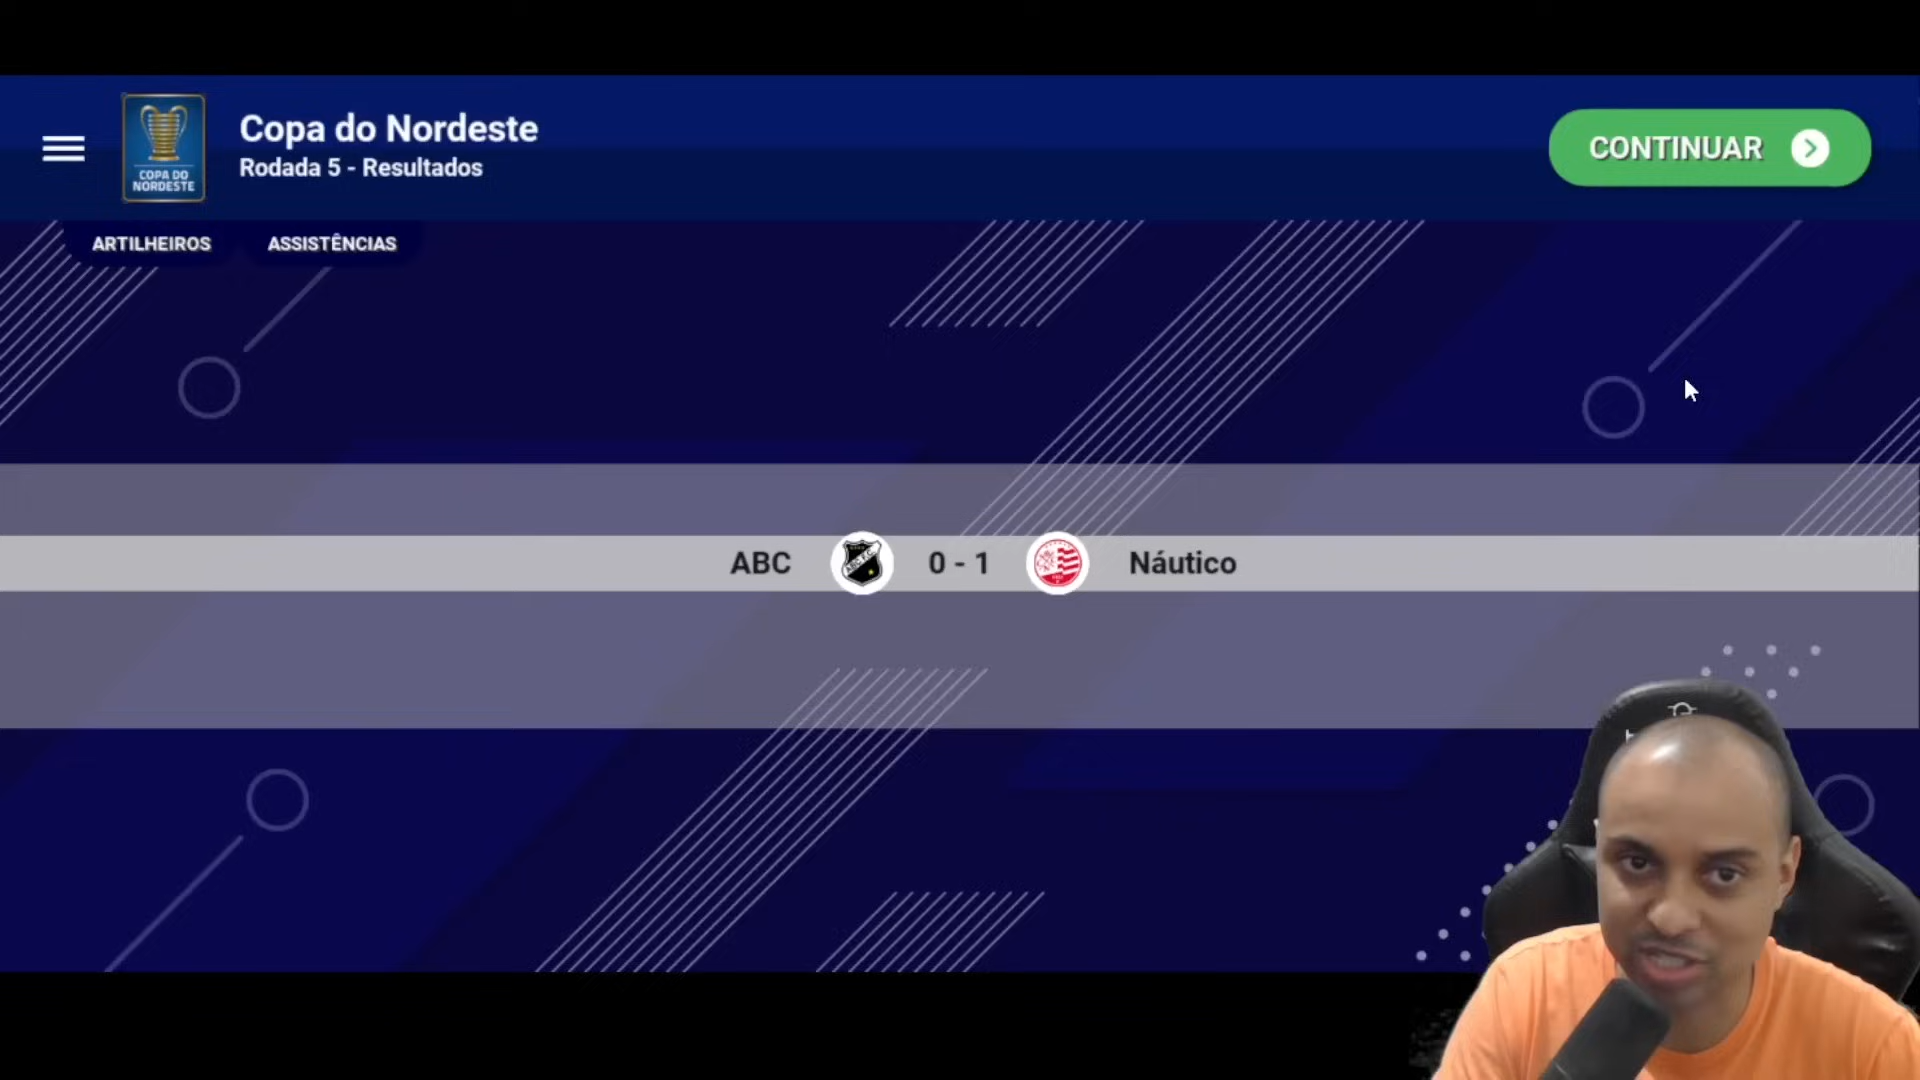 Copa do Nordeste
Rodada 5 - Resultados
COPA DO
NORDESTE
CONTINUAR
ARTILHEIROS
ASSISTÊNCIAS
ABC 0 - 1 Náutico